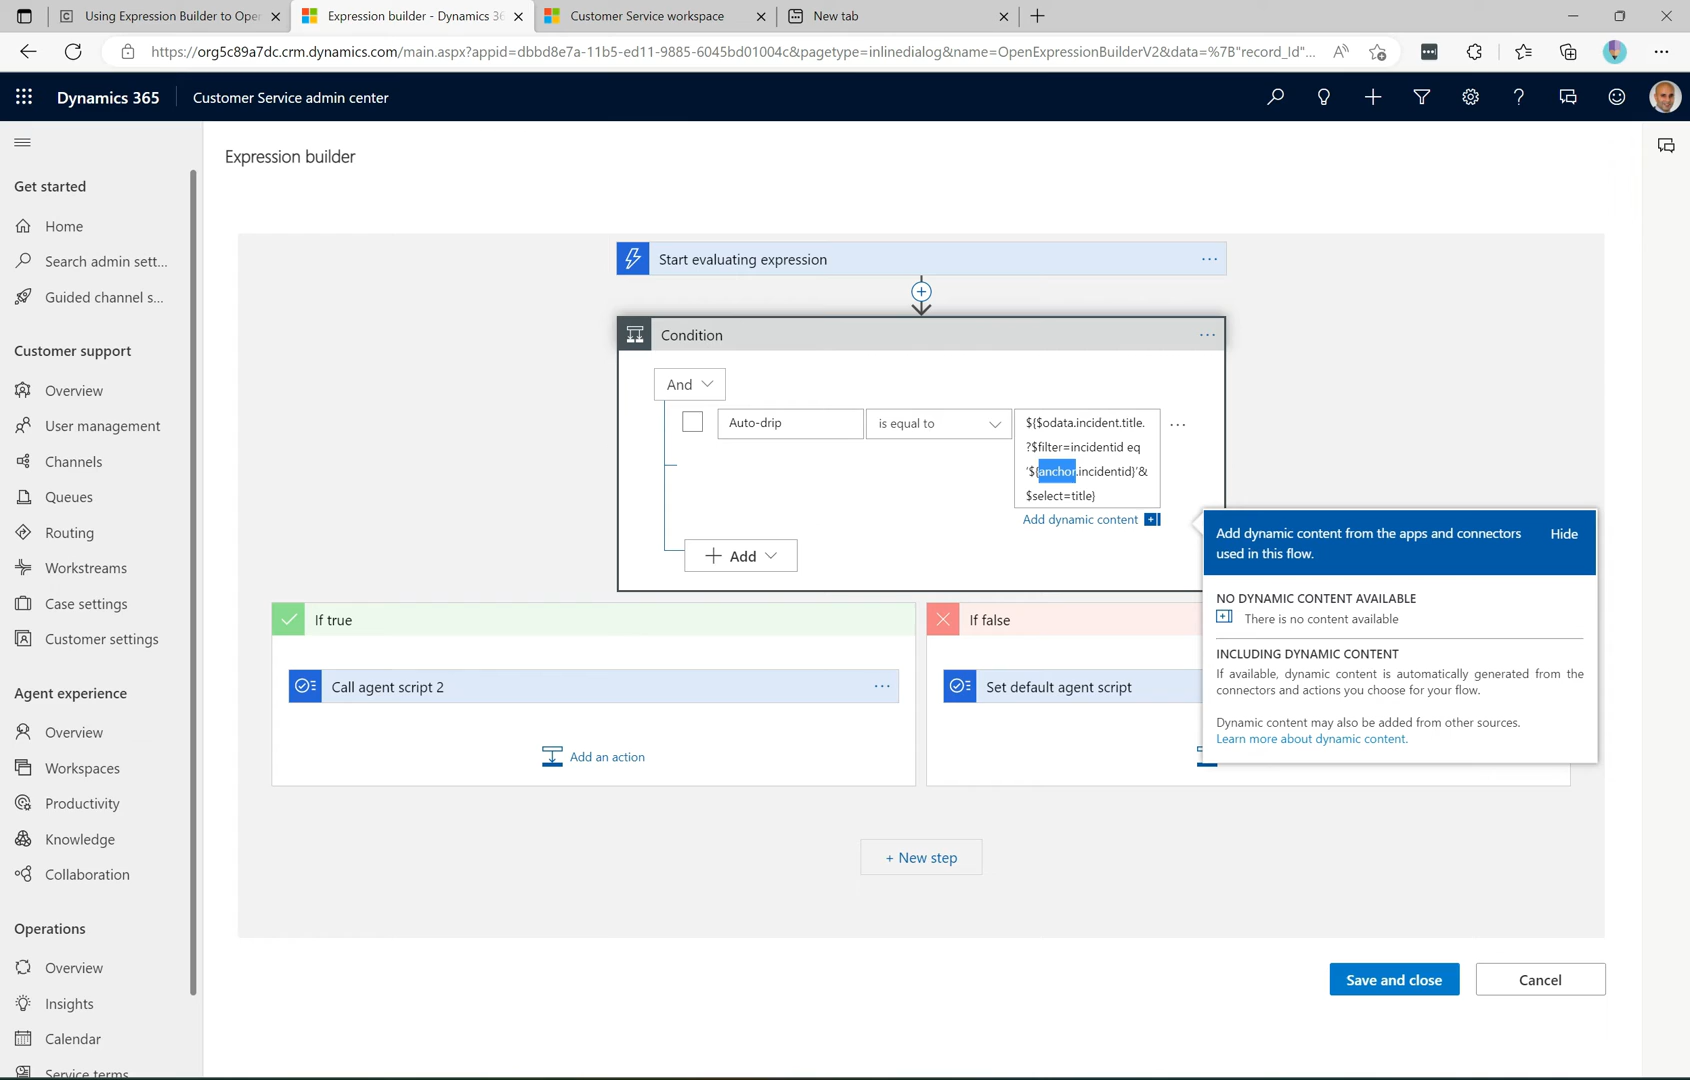 Using Expression Builder to Oper
Expression builder - Dynamics 36
Customer Service workspace
New tab
https://org5c89a7dc.crm.dynamics.com/main.aspx?appid=dbbd8e7a-11b5-ed11-9885-6045bd01004c&pagetype=inlinedialog&name=OpenExpressionBuilderV2&data=%7B"record_Id"...
Dynamics 365
Customer Service admin center
Expression builder
Get started
Home
Search admin sett...
Guided channel s...
Customer support
Overview
User management
Channels
Queues
Routing
Workstreams
Case settings
Customer settings
Agent experience
Overview
Workspaces
Productivity
Knowledge
Collaboration
Operations
Overview
Insights
Calendar
Service terms
Start evaluating expression
Condition
And
Auto-drip
is equal to
${$odata.incident.title.
?$filter=incidentid eq
'${anchor.incidentid}'&
$select=title}
Add dynamic content
Add
If true
Call agent script 2
Add an action
If false
Set default agent script
Add dynamic content from the apps and connectors
used in this flow.
Hide
NO DYNAMIC CONTENT AVAILABLE
There is no content available
INCLUDING DYNAMIC CONTENT
If available, dynamic content is automatically generated from the
connectors and actions you choose for your flow.
Dynamic content may also be added from other sources.
Learn more about dynamic content.
+ New step
Save and close
Cancel